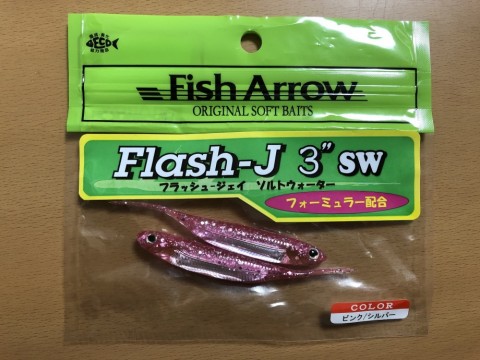 ECO
Fish Arrow
ORIGINAL SOFT BAITS
Flash-J 3" SW
フラッシュ-ジェイ ソルトウォーター
フォーミュラー配合
COLOR
ピンク/シルバー